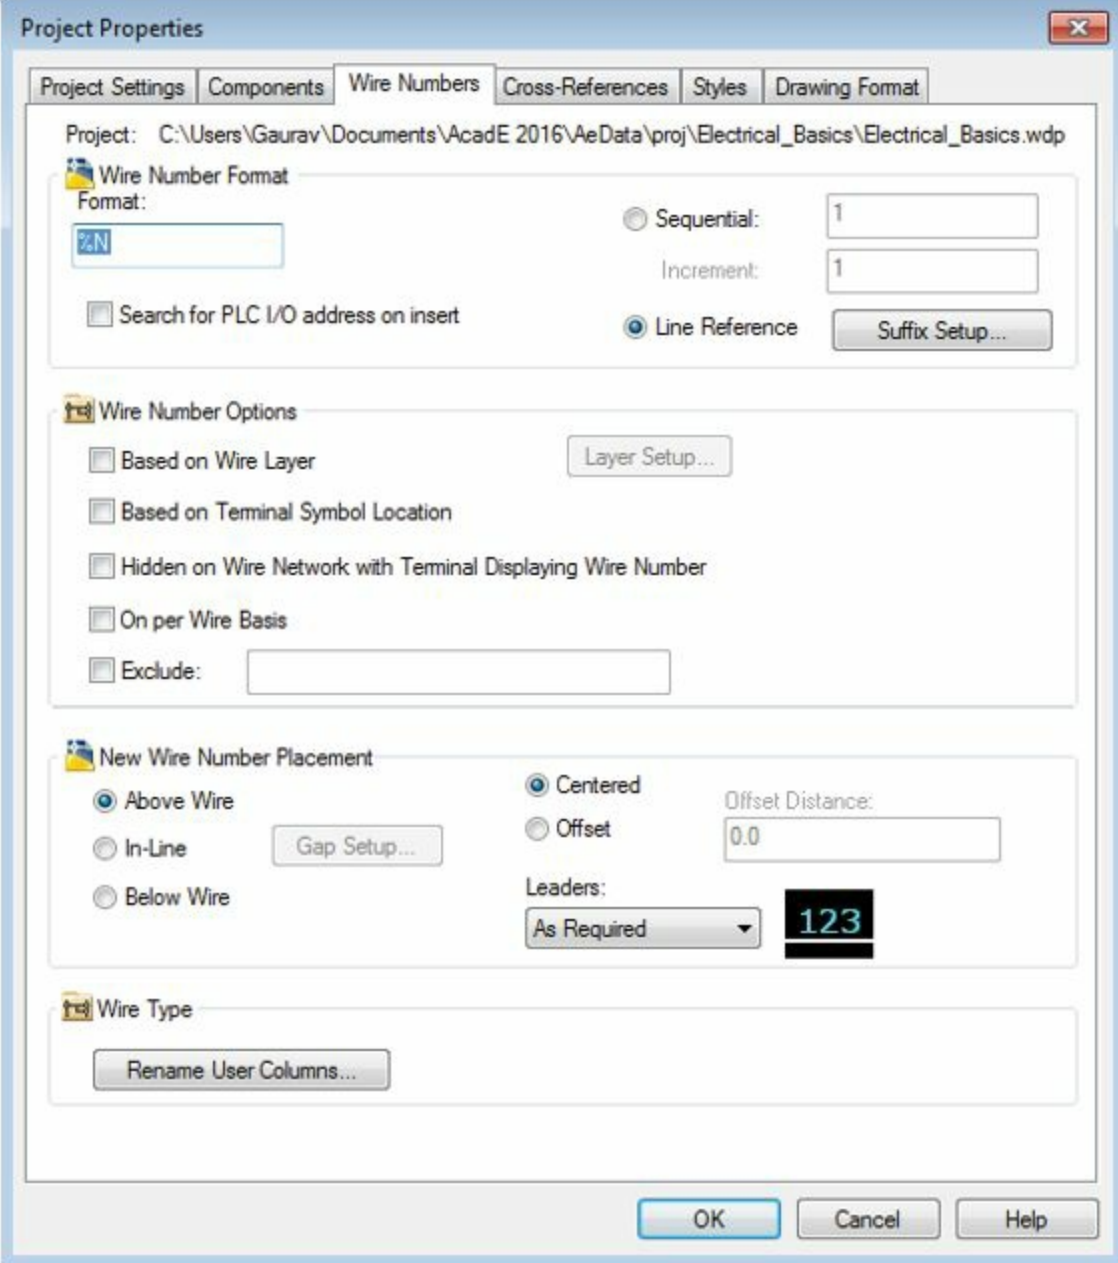 Project Properties
Project Settings Components Wire Numbers Cross-References Styles Drawing Format
Project: C:\Users\Gaurav\Documents\AcadE 2016\AeData\proj\Electrical_Basics\Electrical_Basics.wdp
Wire Number Format
Format:
%N
Sequential: 1
Increment: 1
Search for PLC I/O address on insert
Line Reference Suffix Setup...
Wire Number Options
Based on Wire Layer Layer Setup...
Based on Terminal Symbol Location
Hidden on Wire Network with Terminal Displaying Wire Number
On per Wire Basis
Exclude:
New Wire Number Placement
Above Wire
In-Line Gap Setup...
Below Wire
Centered
Offset
Offset Distance:
0.0
Leaders:
As Required
123
Wire Type
Rename User Columns...
OK Cancel Help